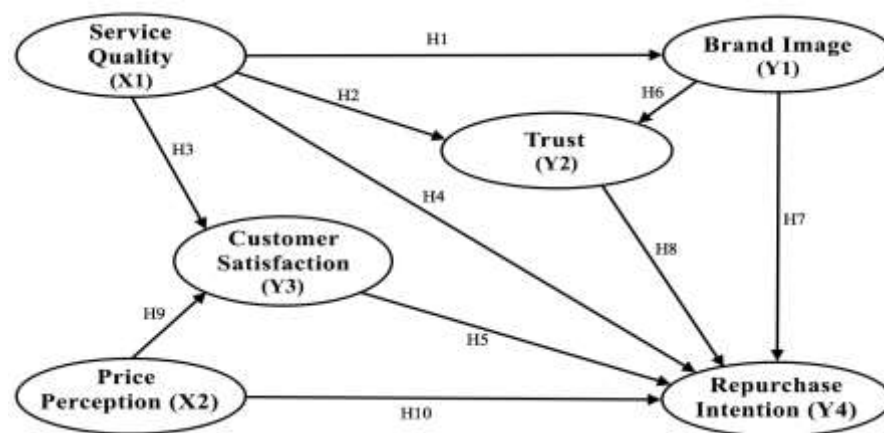 Service
Quality
(X1)
H1
Brand Image
(Y1)
H2
H6
Trust
(Y2)
H3
H4
H7
Customer
Satisfaction
(Y3)
H8
H9
H5
Price
Perception (X2)
H10
Repurchase
Intention (Y4)